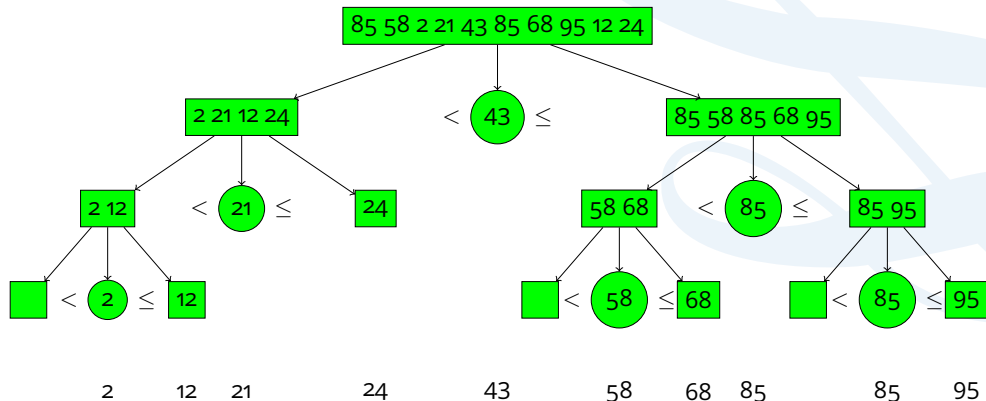 85 58 2 21 43 85 68 95 12 24
2 21 12 24 < 43 ≤ 85 58 85 68 95
2 12 < 21 ≤ 24 58 68 < 85 ≤ 85 95
< 2 ≤ 12 < 58 ≤ 68 < 85 ≤ 95
2 12 21 24 43 58 68 85 85 95